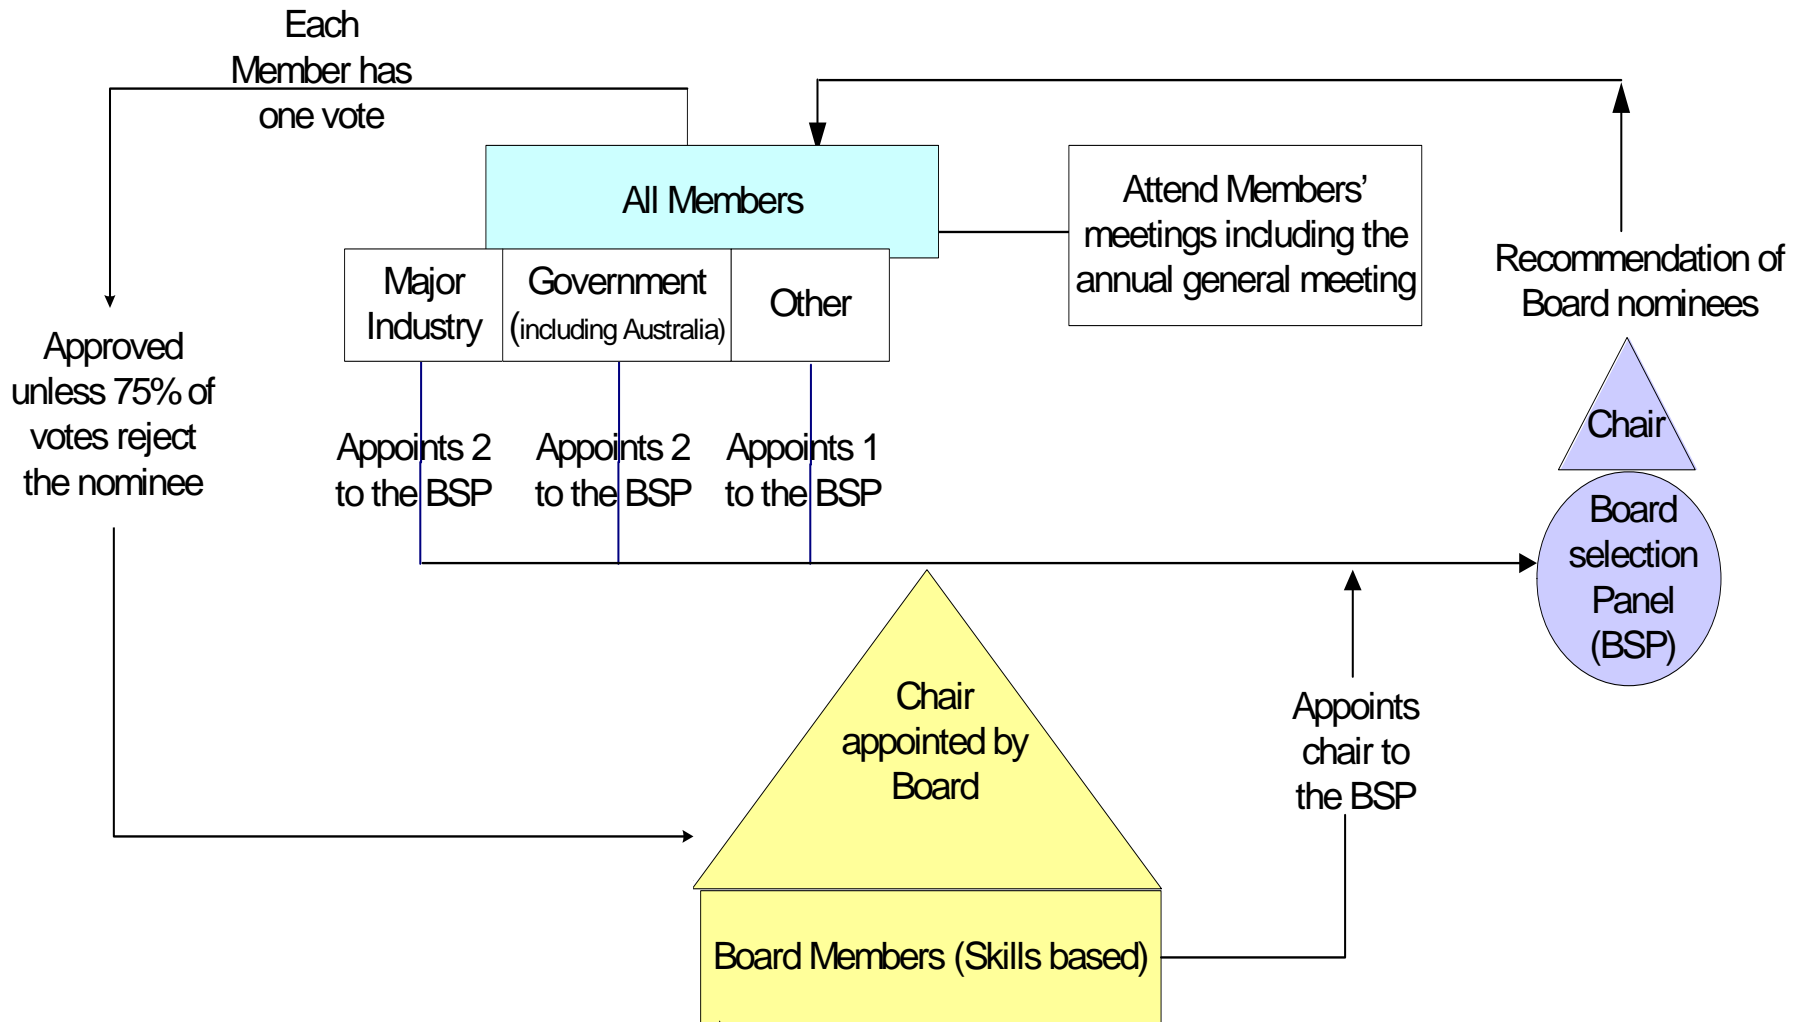 Each
Member has
one vote
All Members
Attend Members’
meetings including the
annual general meeting
Major
Industry
Government
(including Australia)
Other
Recommendation of
Board nominees
Approved
unless 75% of
votes reject
the nominee
Appoints 2
to the BSP
Appoints 2
to the BSP
Appoints 1
to the BSP
Chair
Board
selection
Panel
(BSP)
Chair
appointed by
Board
Appoints
chair to
the BSP
Board Members (Skills based)